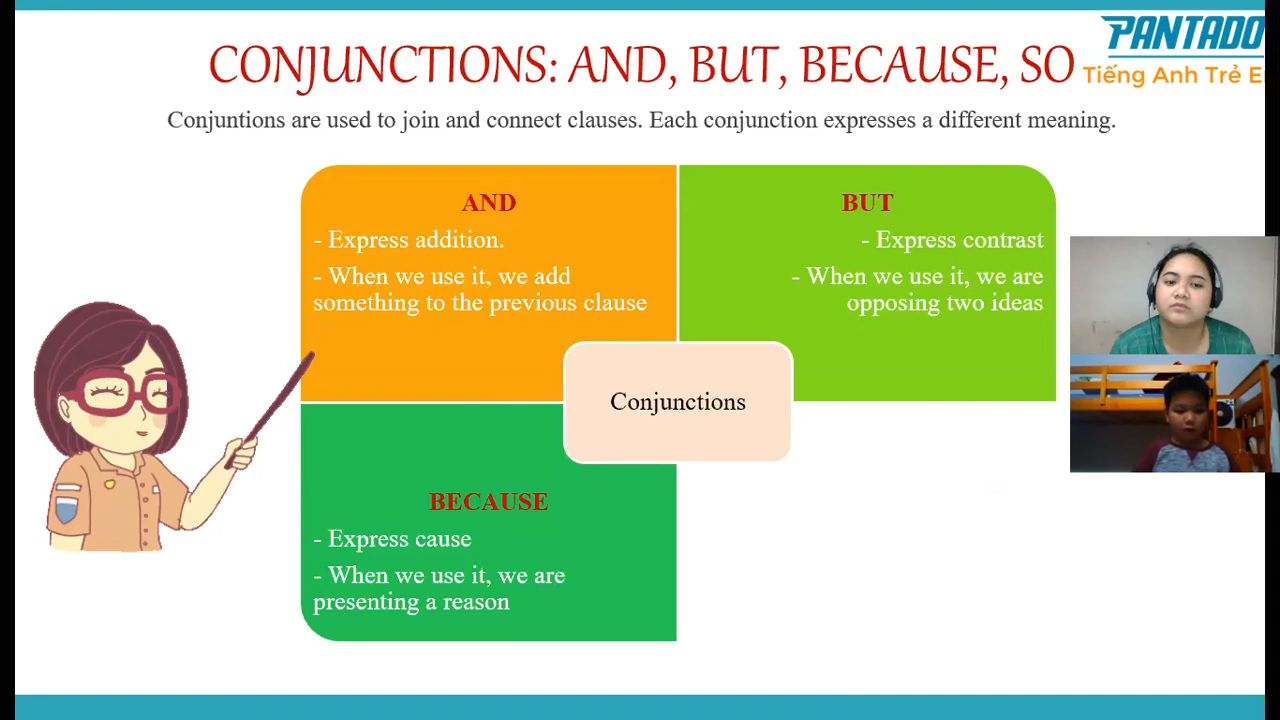 CONJUNCTIONS: AND, BUT, BECAUSE, SO
PANTADO
Tiếng Anh Trẻ E
Conjuntions are used to join and connect clauses. Each conjunction expresses a different meaning.
AND
- Express addition.
- When we use it, we add
something to the previous clause
BUT
- Express contrast
- When we use it, we are
opposing two ideas
Conjunctions
BECAUSE
- Express cause
- When we use it, we are
presenting a reason